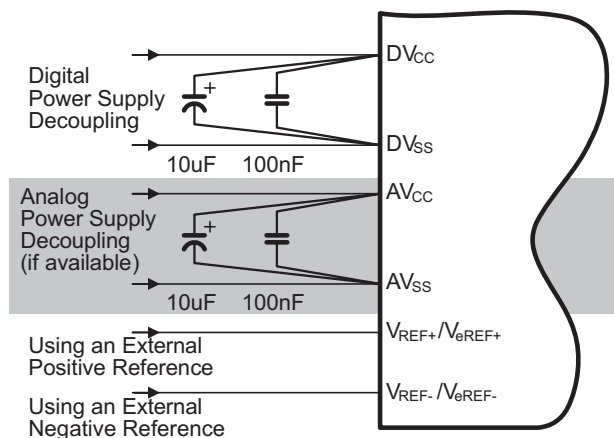 Digital
Power Supply
Decoupling
+
10uF 100nF
DVCC
DVSS
Analog
Power Supply
Decoupling
(if available)
+
10uF 100nF
AVCC
AVSS
Using an External
Positive Reference
VREF+/VeREF+
Using an External
Negative Reference
VREF-/VeREF-